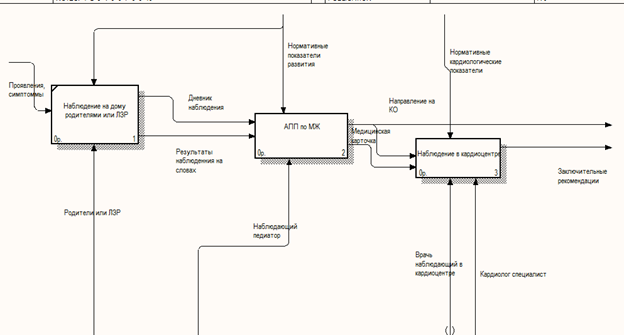 Нормативные
показатели
развития
Нормативные
кардиологические
показатели
Проявления,
симптоммы
Наблюдение на дому
родителями или ЛЗР
0р.
1
Дневник
наблюдения
Направление на
КО
АПП по МЖ
0р.
2
Медицинская
карточка
Наблюдение в кардиоцентре
0р.
3
Результаты
наблюдения на
словах
Заключительные
рекомендации
Родители или ЛЗР
Наблюдающий
педиатор
Врачь
наблюдающий в
кардиоцентре
Кардиолог специалист